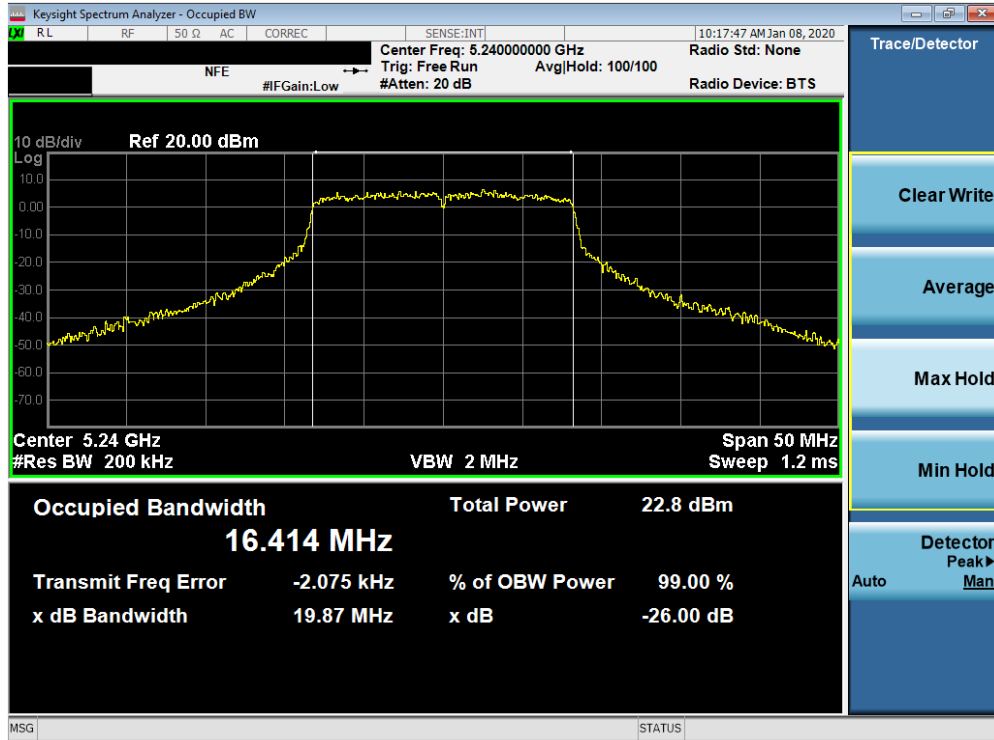 Keysight Spectrum Analyzer - Occupied BW
LXI RL RF 50 Ω AC CORREC SENSE:INT 10:17:47 AM Jan 08, 2020
Center Freq: 5.240000000 GHz Radio Std: None
NFE Trig: Free Run Avg|Hold: 100/100
#IFGain:Low #Atten: 20 dB Radio Device: BTS
Trace/Detector
10 dB/div Ref 20.00 dBm
Log
10.0
0.00
-10.0
-20.0
-30.0
-40.0
-50.0
-60.0
-70.0
Center 5.24 GHz Span 50 MHz
#Res BW 200 kHz VBW 2 MHz Sweep 1.2 ms
Occupied Bandwidth Total Power 22.8 dBm
16.414 MHz
Transmit Freq Error -2.075 kHz % of OBW Power 99.00 %
x dB Bandwidth 19.87 MHz x dB -26.00 dB
Clear Write
Average
Max Hold
Min Hold
Detector
Peak▶
Auto Man
MSG STATUS